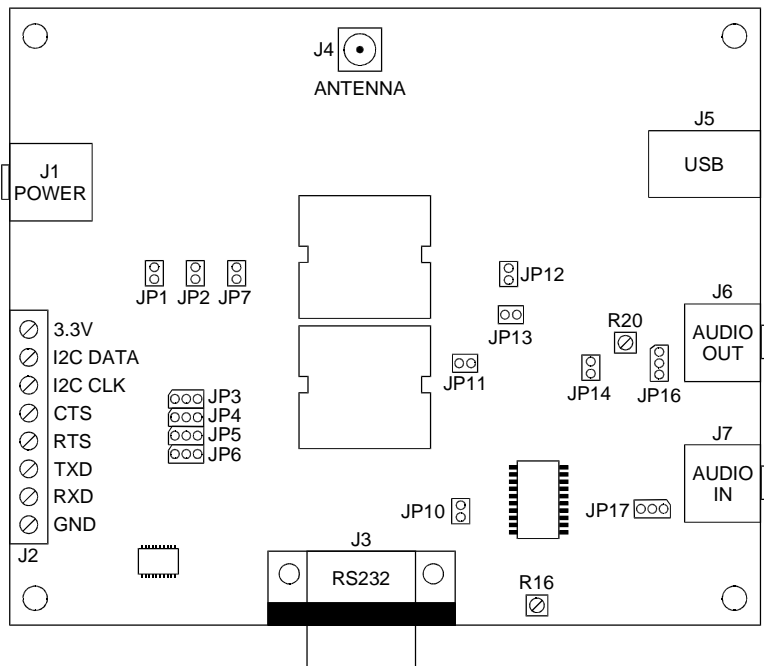 J4
ANTENNA
J5
USB
J1
POWER
JP1
JP2
JP7
JP12
JP13
J6
AUDIO
OUT
R20
JP11
JP14
JP16
3.3V
I2C DATA
I2C CLK
CTS
RTS
TXD
RXD
GND
J2
JP3
JP4
JP5
JP6
J7
AUDIO
IN
JP10
JP17
J3
RS232
R16